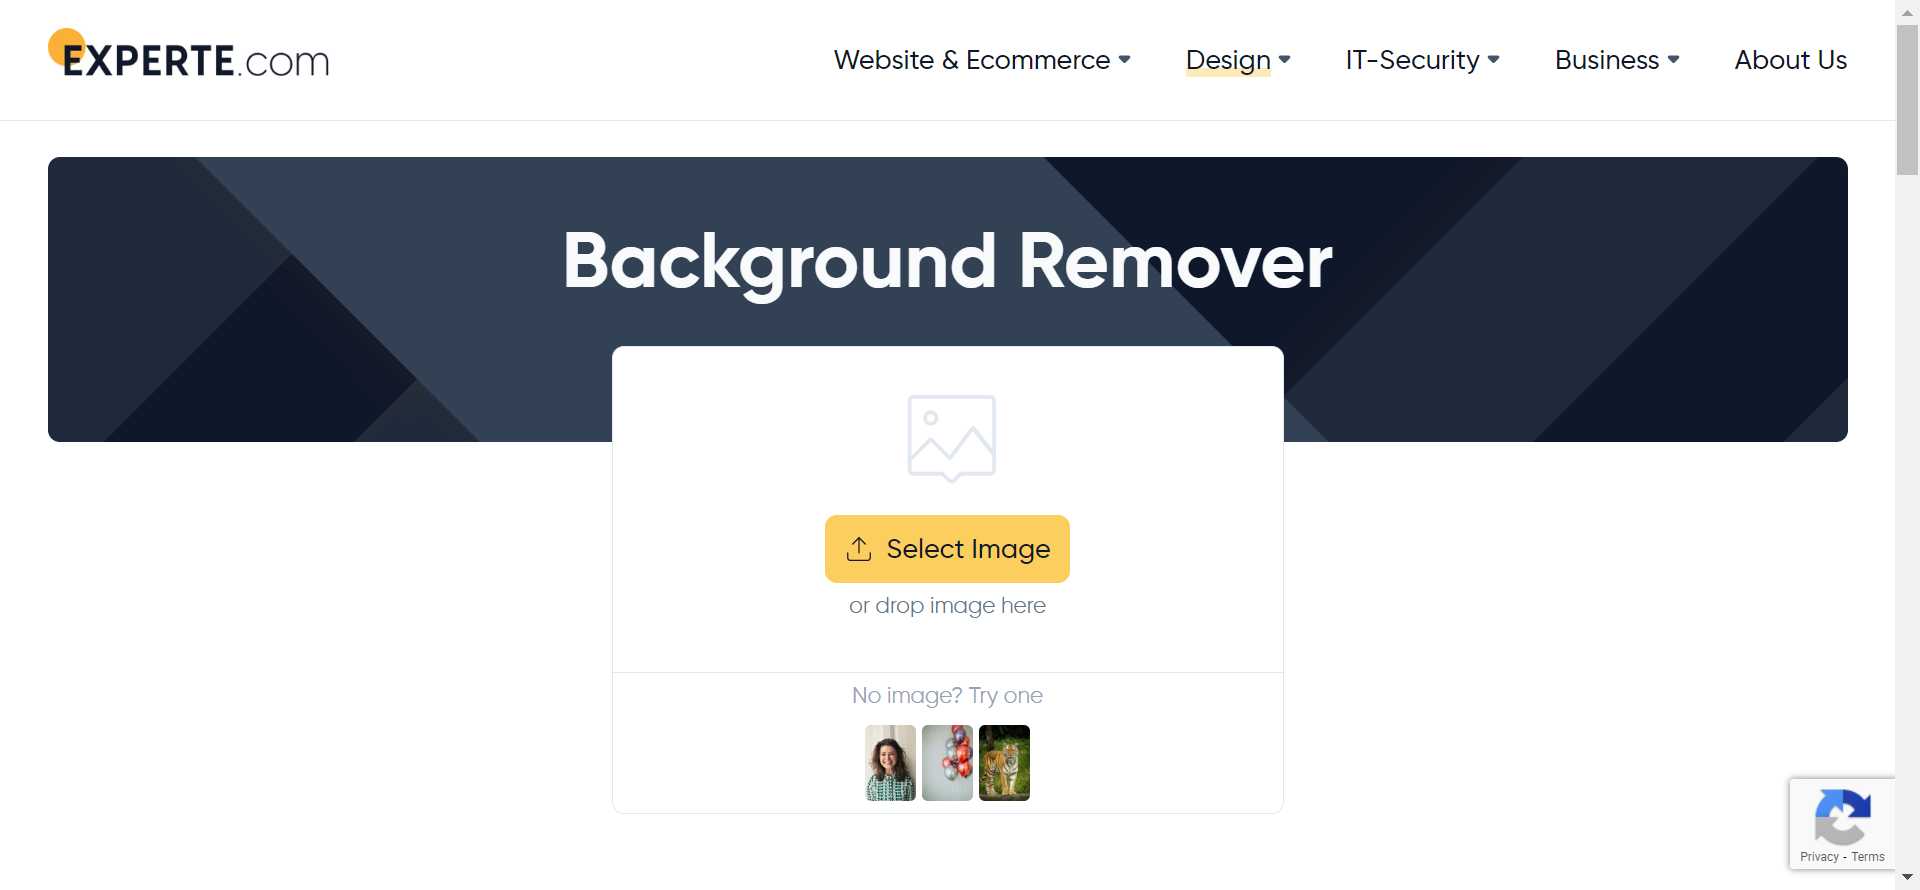 EXPERTE.com
Website & Ecommerce
Design
IT-Security
Business
About Us
Background Remover
Select Image
or drop image here
No image? Try one
Privacy - Terms